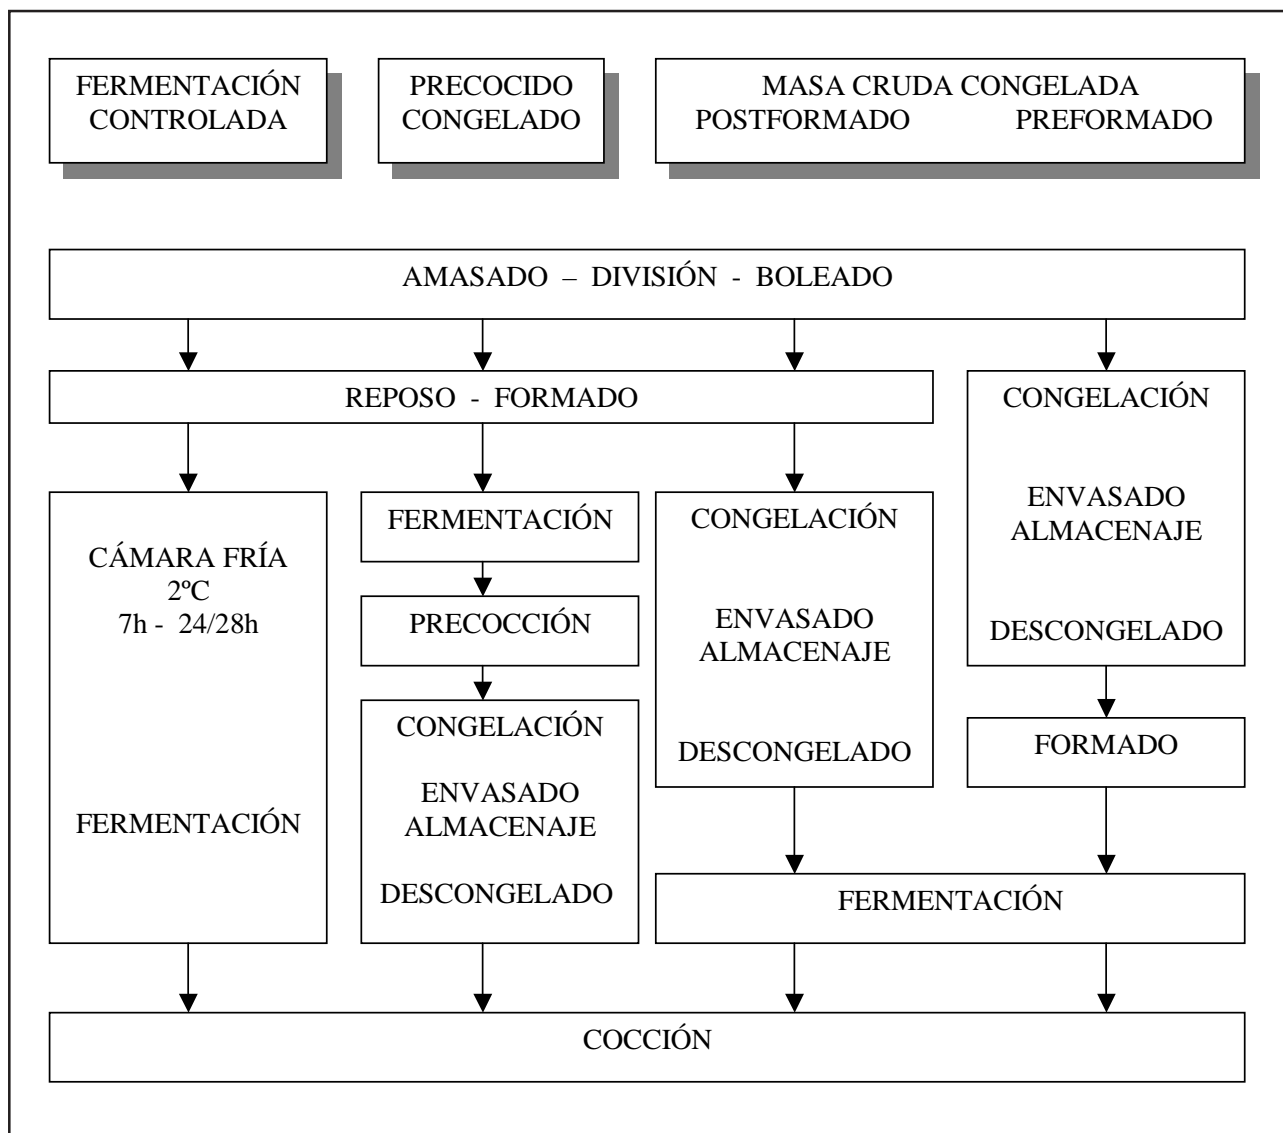 FERMENTACIÓN
CONTROLADA
PRECOCIDO
CONGELADO
MASA CRUDA CONGELADA
POSTFORMADO PREFORMADO
AMASADO – DIVISIÓN - BOLEADO
REPOSO - FORMADO
CÁMARA FRÍA
2ºC
7h - 24/28h
FERMENTACIÓN
FERMENTACIÓN
PRECOCCIÓN
CONGELACIÓN
ENVASADO
ALMACENAJE
DESCONGELADO
CONGELACIÓN
ENVASADO
ALMACENAJE
DESCONGELADO
CONGELACIÓN
ENVASADO
ALMACENAJE
DESCONGELADO
FORMADO
FERMENTACIÓN
COCCIÓN